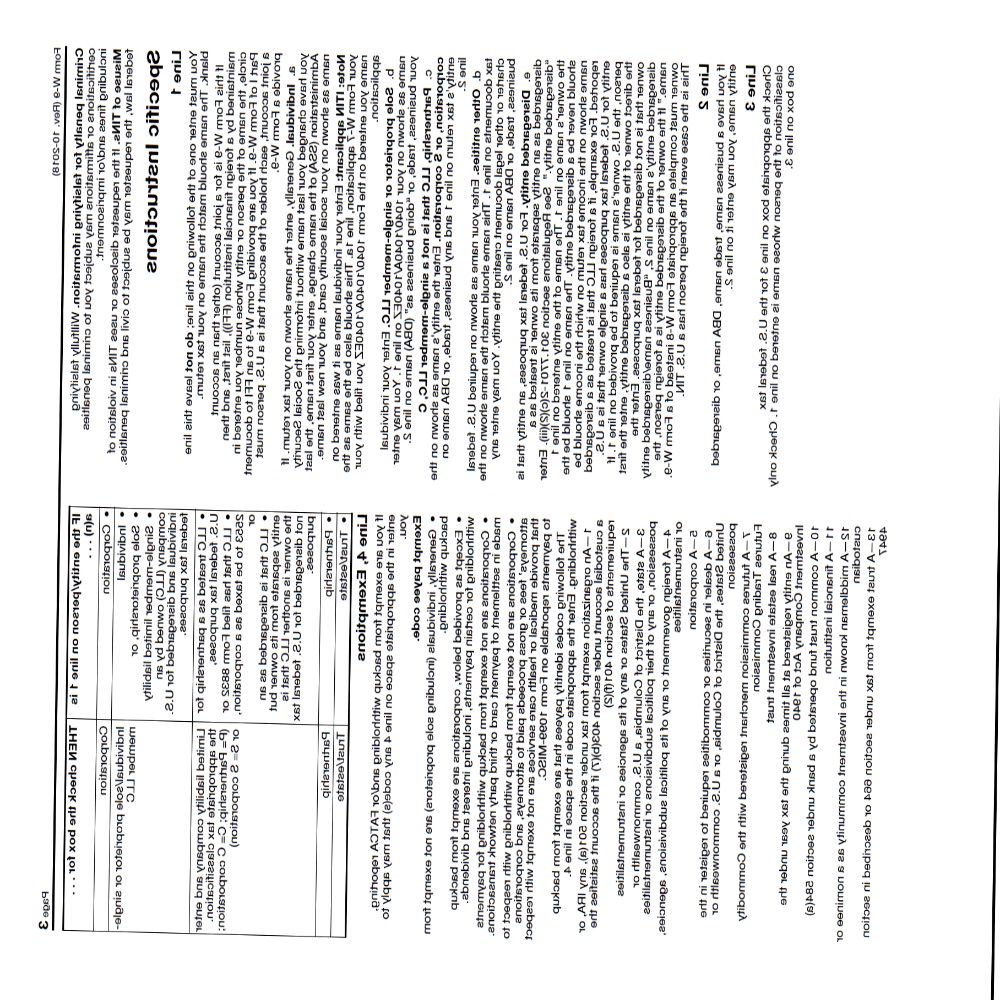 Form W-9 (Rev. 10-2018)
Page 3
Criminal penalty for falsifying information. Willfully falsifying
certifications or affirmations may subject you to criminal penalties
including fines and/or imprisonment.
Misuse of TINs. If the requester discloses or uses TINs in violation of
federal law, the requester may be subject to civil and criminal penalties.
Specific Instructions
Line 1
You must enter one of the following on this line; do not leave this line
blank. The name should match the name on your tax return.
If this Form W-9 is for a joint account (other than an account
maintained by a foreign financial institution (FFI)), list first, and then
circle, the name of the person or entity whose number you entered in
Part I of Form W-9. If you are providing Form W-9 to an FFI to document
a joint account, each holder of the account that is a U.S. person must
provide a Form W-9.
a. Individual. Generally, enter the name shown on your tax return. If
you have changed your last name without informing the Social Security
Administration (SSA) of the name change, enter your first name, the last
name as shown on your social security card, and your new last name.
Note: ITIN applicant: Enter your individual name as it was entered on
your Form W-7 application, line 1a. This should also be the same as the
name you entered on the Form 1040/1040A/1040EZ you filed with your
application.
b. Sole proprietor or single-member LLC. Enter your individual
name as shown on your 1040/1040A/1040EZ on line 1. You may enter
your business, trade, or "doing business as" (DBA) name on line 2.
c. Partnership, LLC that is not a single-member LLC, C
corporation, or S corporation. Enter the entity's name as shown on the
entity's tax return on line 1 and any business, trade, or DBA name on
line 2.
d. Other entities. Enter your name as shown on required U.S. federal
tax documents on line 1. This name should match the name shown on the
charter or other legal document creating the entity. You may enter any
business, trade, or DBA name on line 2.
e. Disregarded entity. For U.S. federal tax purposes, an entity that is
disregarded as an entity separate from its owner is treated as a
"disregarded entity." See Regulations section 301.7701-2(c)(2)(iii). Enter
the owner's name on line 1. The name of the entity entered on line 1
should never be a disregarded entity. The name on line 1 should be the
name shown on the income tax return on which the income should be
reported. For example, if a foreign LLC that is treated as a disregarded
entity for U.S. federal tax purposes has a single owner that is a U.S.
person, the U.S. owner's name is required to be provided on line 1. If
the direct owner of the entity is also a disregarded entity, enter the first
owner that is not disregarded for federal tax purposes. Enter the
disregarded entity's name on line 2, "Business name/disregarded entity
name." If the owner of the disregarded entity is a foreign person, the
owner must complete an appropriate Form W-8 instead of a Form W-9.
This is the case even if the foreign person has a U.S. TIN.
Line 2
If you have a business name, trade name, DBA name, or disregarded
entity name, you may enter it on line 2.
Line 3
Check the appropriate box on line 3 for the U.S. federal tax
classification of the person whose name is entered on line 1. Check only
one box on line 3.
IF the entity/person on line 1 is
a(n) . . .
THEN check the box for . . .
• Corporation
Corporation
• Individual
• Sole proprietorship, or
• Single-member limited liability
company (LLC) owned by an
individual and disregarded for U.S.
federal tax purposes.
Individual/sole proprietor or single-
member LLC
• LLC treated as a partnership for
U.S. federal tax purposes,
• LLC that has filed Form 8832 or
2553 to be taxed as a corporation,
or
• LLC that is disregarded as an
entity separate from its owner but
the owner is another LLC that is
not disregarded for U.S. federal tax
purposes.
Limited liability company and enter
the appropriate tax classification.
(P= Partnership; C= C corporation;
or S= S corporation)
• Partnership
Partnership
• Trust/estate
Trust/estate
Line 4, Exemptions
If you are exempt from backup withholding and/or FATCA reporting,
enter in the appropriate space on line 4 any code(s) that may apply to
you.
Exempt payee code.
• Generally, individuals (including sole proprietors) are not exempt from
backup withholding.
• Except as provided below, corporations are exempt from backup
withholding for certain payments, including interest and dividends.
• Corporations are not exempt from backup withholding for payments
made in settlement of payment card or third party network transactions.
• Corporations are not exempt from backup withholding with respect to
attorneys' fees or gross proceeds paid to attorneys, and corporations
that provide medical or health care services are not exempt with respect
to payments reportable on Form 1099-MISC.
The following codes identify payees that are exempt from backup
withholding. Enter the appropriate code in the space in line 4.
1—An organization exempt from tax under section 501(a), any IRA, or
a custodial account under section 403(b)(7) if the account satisfies the
requirements of section 401(f)(2)
2—The United States or any of its agencies or instrumentalities
3—A state, the District of Columbia, a U.S. commonwealth or
possession, or any of their political subdivisions or instrumentalities
4—A foreign government or any of its political subdivisions, agencies,
or instrumentalities
5—A corporation
6—A dealer in securities or commodities required to register in the
United States, the District of Columbia, or a U.S. commonwealth or
possession
7—A futures commission merchant registered with the Commodity
Futures Trading Commission
8—A real estate investment trust
9—An entity registered at all times during the tax year under the
Investment Company Act of 1940
10—A common trust fund operated by a bank under section 584(a)
11—A financial institution
12—A middleman known in the investment community as a nominee or
custodian
13—A trust exempt from tax under section 664 or described in section
4947